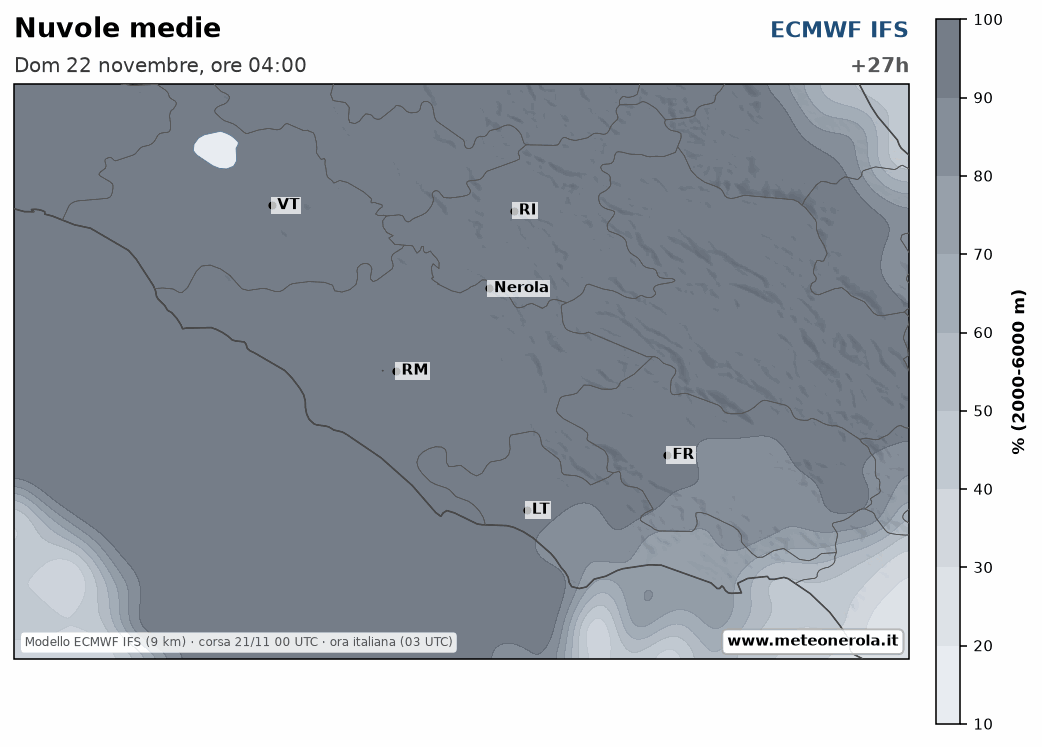 Nuvole medie
ECMWF IFS
Dom 22 novembre, ore 04:00
+27h
100
90
80
70
60
50
40
30
20
10
% (2000-6000 m)
VT
RI
Nerola
RM
FR
LT
Modello ECMWF IFS (9 km) · corsa 21/11 00 UTC · ora italiana (03 UTC)
www.meteonerola.it